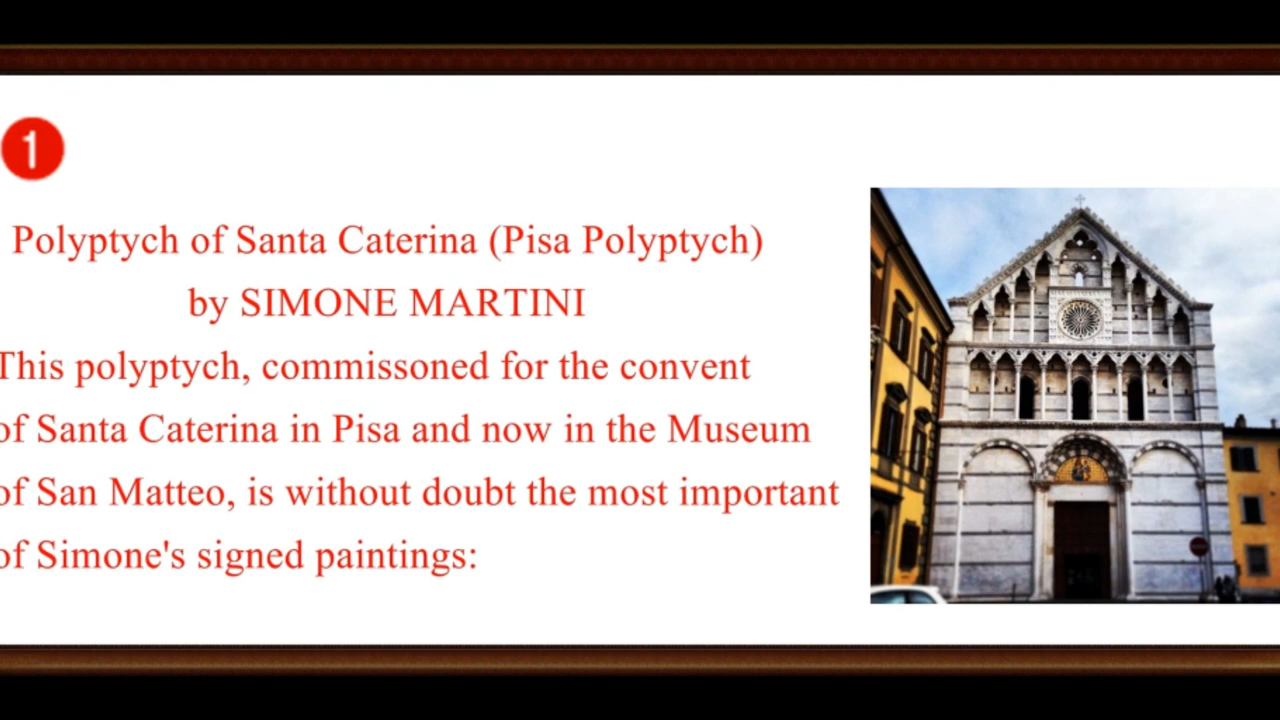 1
Polyptych of Santa Caterina (Pisa Polyptych)
by SIMONE MARTINI
This polyptych, commissoned for the convent
of Santa Caterina in Pisa and now in the Museum
of San Matteo, is without doubt the most important
of Simone's signed paintings: